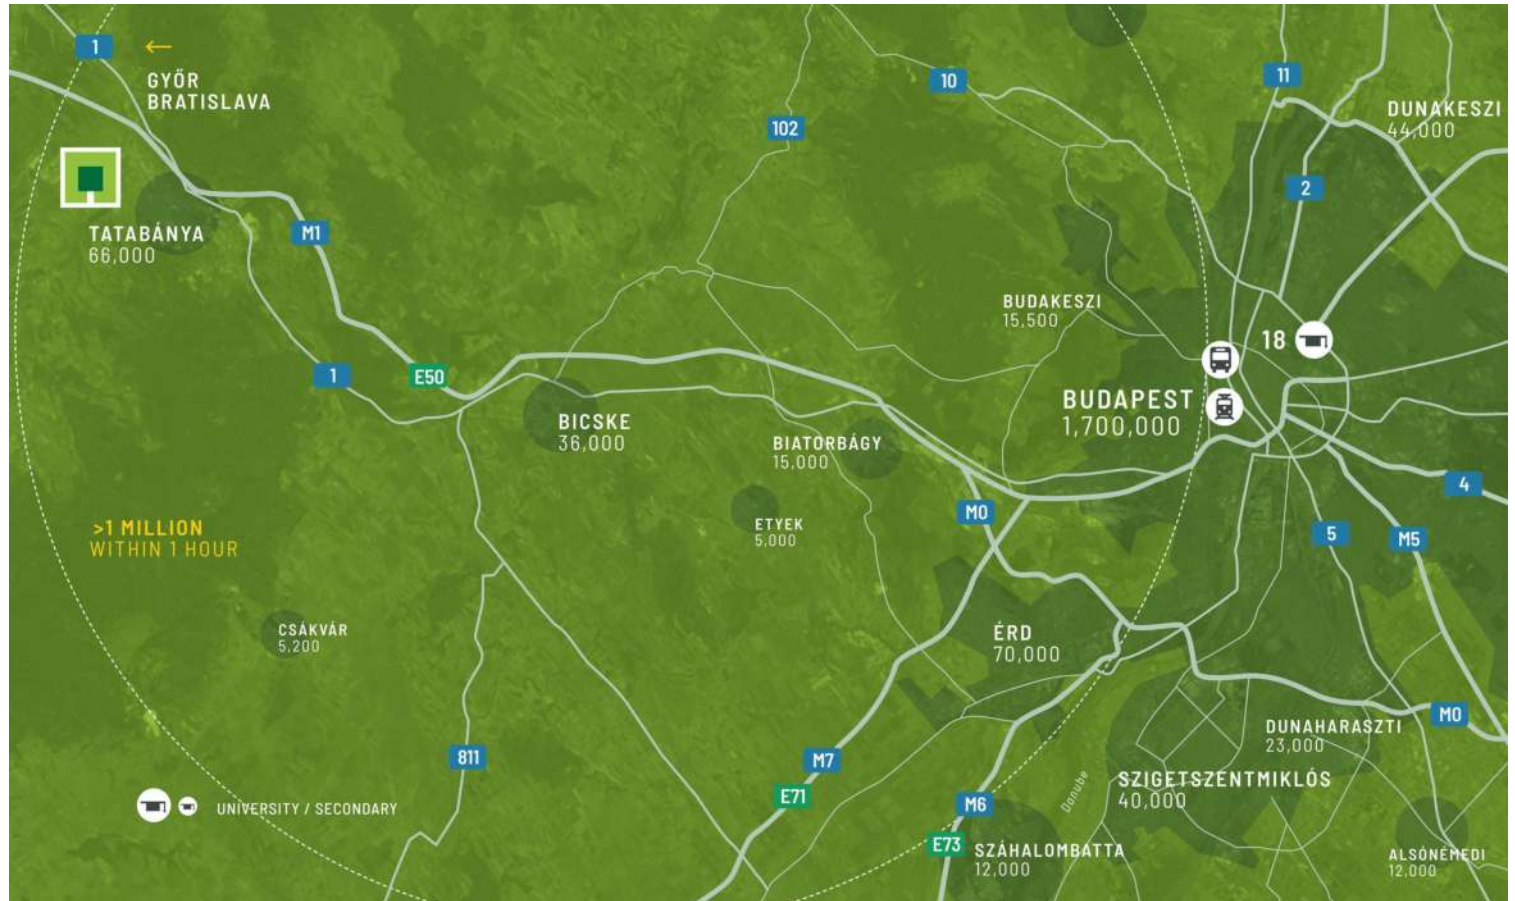 1
←
GYŐR
BRATISLAVA
10
11
DUNAKESZI
44,000
102
2
TATABÁNYA
66,000
M1
BUDAKESZI
15,500
18
1
E50
BUDAPEST
1,700,000
BICSKE
36,000
BIATORBÁGY
15,000
4
M0
ETYEK
5,000
5
M5
>1 MILLION
WITHIN 1 HOUR
CSÁKVÁR
5,200
ÉRD
70,000
M0
DUNAHARASZTI
23,000
811
M7
E71
SZIGETSZENTMIKLÓS
40,000
Danube
M6
UNIVERSITY / SECONDARY
E73
SZÁHALOMBATTA
12,000
ALSÓNÉMEDI
12,000